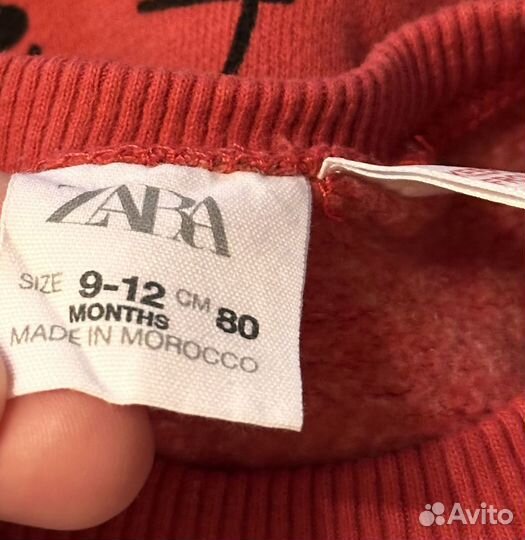 ZARA
SIZE 9-12 CM 80
MONTHS
MADE IN MOROCCO
Avito